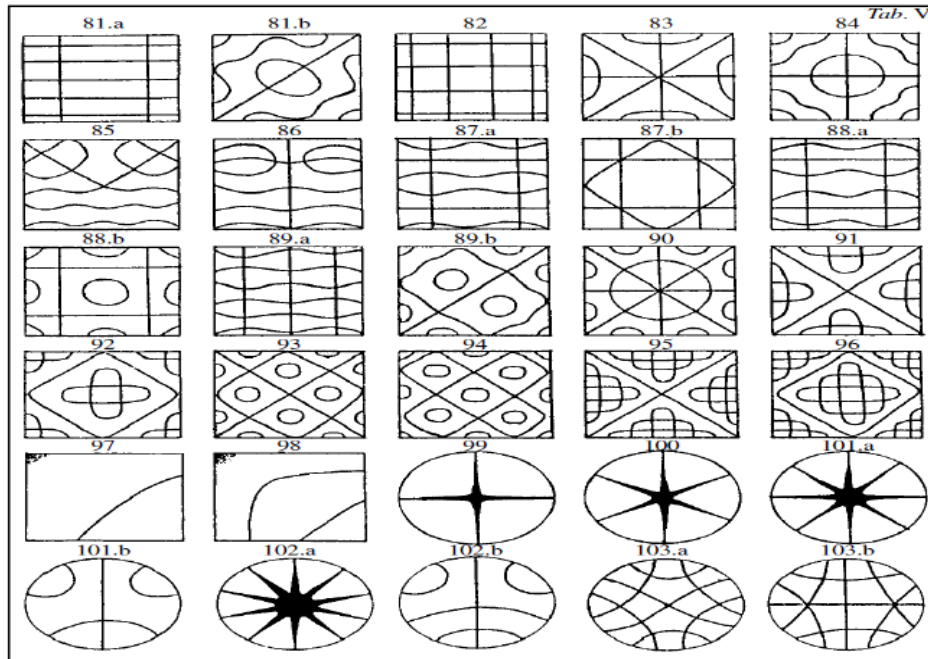 Tab. V
81.a 81.b 82 83 84
85 86 87.a 87.b 88.a
88.b 89.a 89.b 90 91
92 93 94 95 96
97 98 99 100 101.a
101.b 102.a 102.b 103.a 103.b